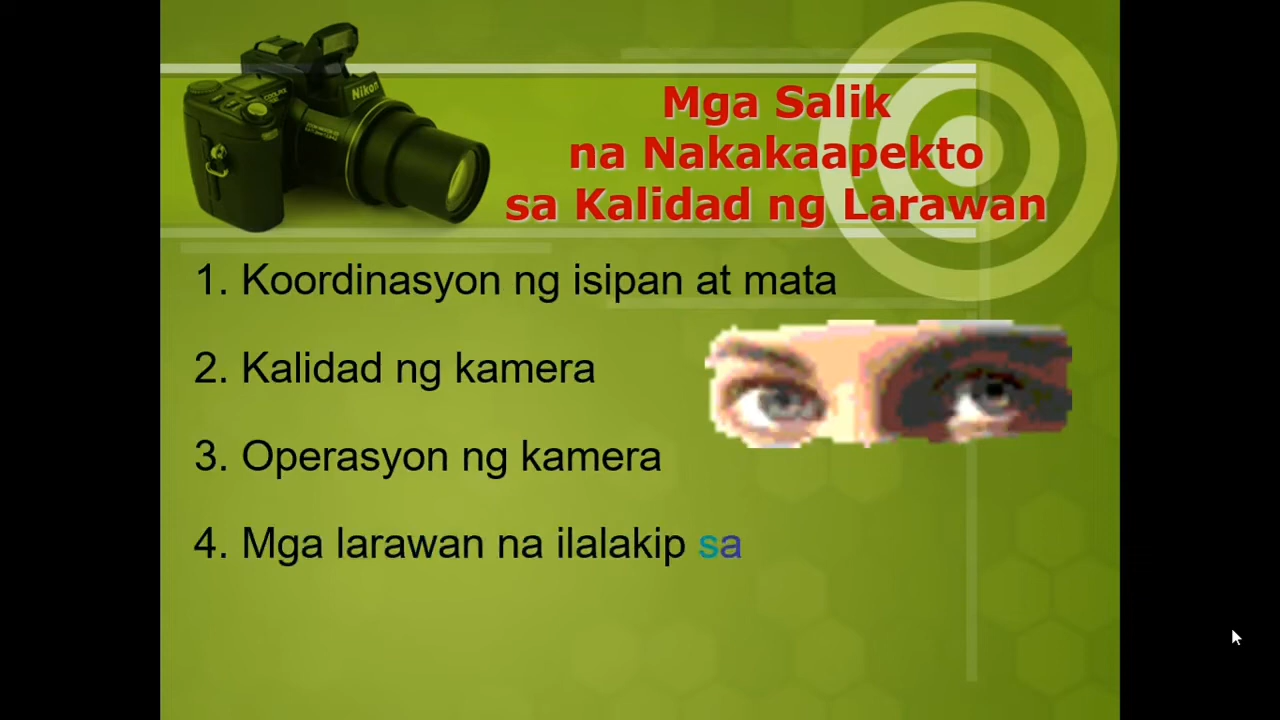 Nikon
COOLPIX
Mga Salik
na Nakakaapekto
sa Kalidad ng Larawan
1. Koordinasyon ng isipan at mata
2. Kalidad ng kamera
3. Operasyon ng kamera
4. Mga larawan na ilalakip sa